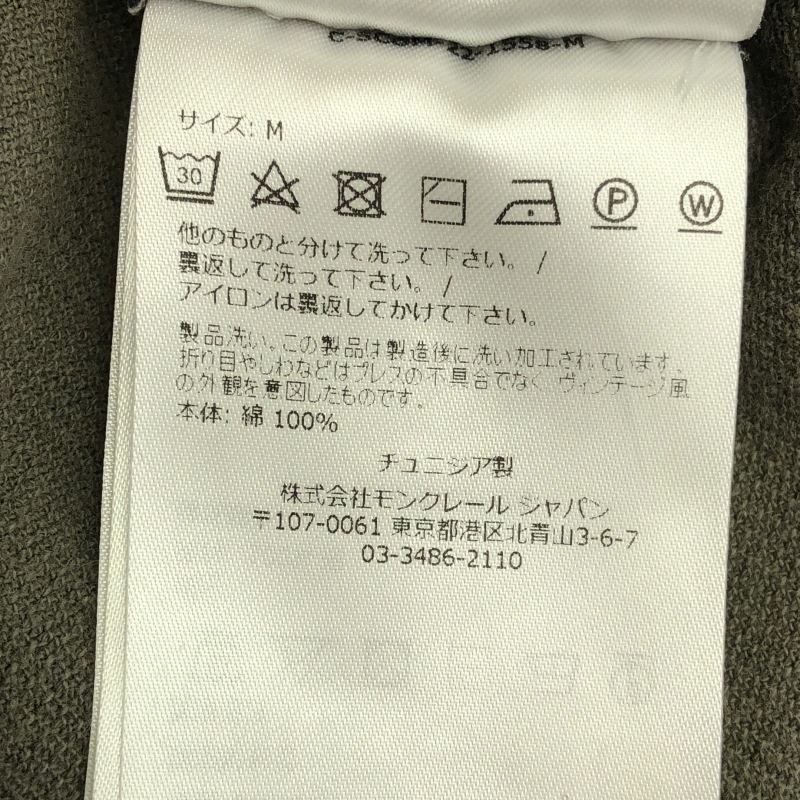 サイズ: M
30
P
W
他のものと分けて洗って下さい。 /
裏返して洗って下さい。 /
アイロンは裏返してかけて下さい。
製品洗い。この製品は製造後に洗い加工されています。
折り目やしわなどはプレスの不具合でなく ヴィンテージ風
の外観を意図したものです。
本体: 綿 100%
チュニジア製
株式会社モンクレール ジャパン
〒107-0061 東京都港区北青山3-6-7
03-3486-2110